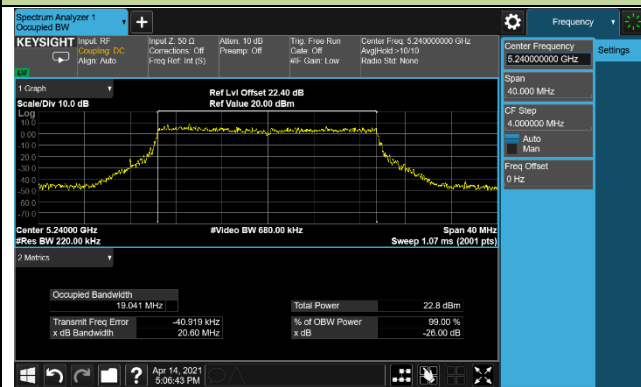 Spectrum Analyzer 1
Occupied BW
Frequency
KEYSIGHT
Input: RF
Coupling: DC
Align: Auto
Input Z: 50 Ω
Corrections: Off
Freq Ref: Int (S)
Atten: 10 dB
Preamp: Off
Trig: Free Run
Gate: Off
#IF Gain: Low
Center Freq: 5.240000000 GHz
Avg|Hold:>10/10
Radio Std: None
Center Frequency
5.240000000 GHz
Settings
Span
40.000 MHz
CF Step
4.000000 MHz
Auto
Man
Freq Offset
0 Hz
1 Graph
Scale/Div 10.0 dB
Ref Lvl Offset 22.40 dB
Ref Value 20.00 dBm
Log
10.0
0.00
-10.0
-20.0
-30.0
-40.0
-50.0
-60.0
-70.0
Center 5.24000 GHz
#Res BW 220.00 kHz
#Video BW 680.00 kHz
Span 40 MHz
Sweep 1.07 ms (2001 pts)
2 Metrics
Occupied Bandwidth
19.041 MHz
Total Power 22.8 dBm
Transmit Freq Error -40.919 kHz
% of OBW Power 99.00 %
x dB Bandwidth 20.60 MHz
x dB -26.00 dB
?
Apr 14, 2021
5:06:43 PM